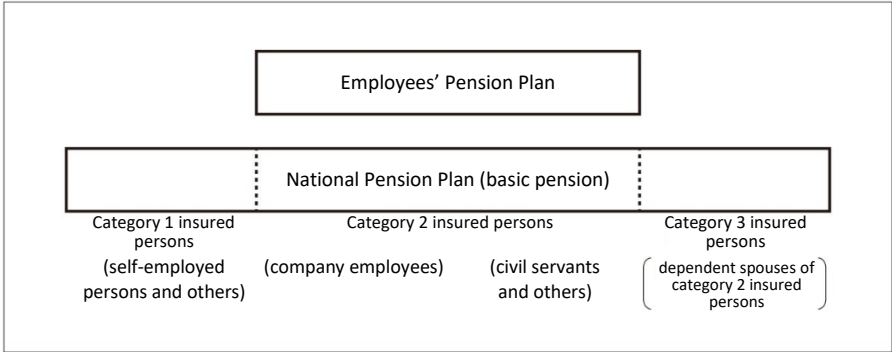 Employees’ Pension Plan
National Pension Plan (basic pension)
Category 1 insured
persons
(self-employed
persons and others)
Category 2 insured persons
(company employees)
(civil servants
and others)
Category 3 insured
persons
dependent spouses of
category 2 insured
persons